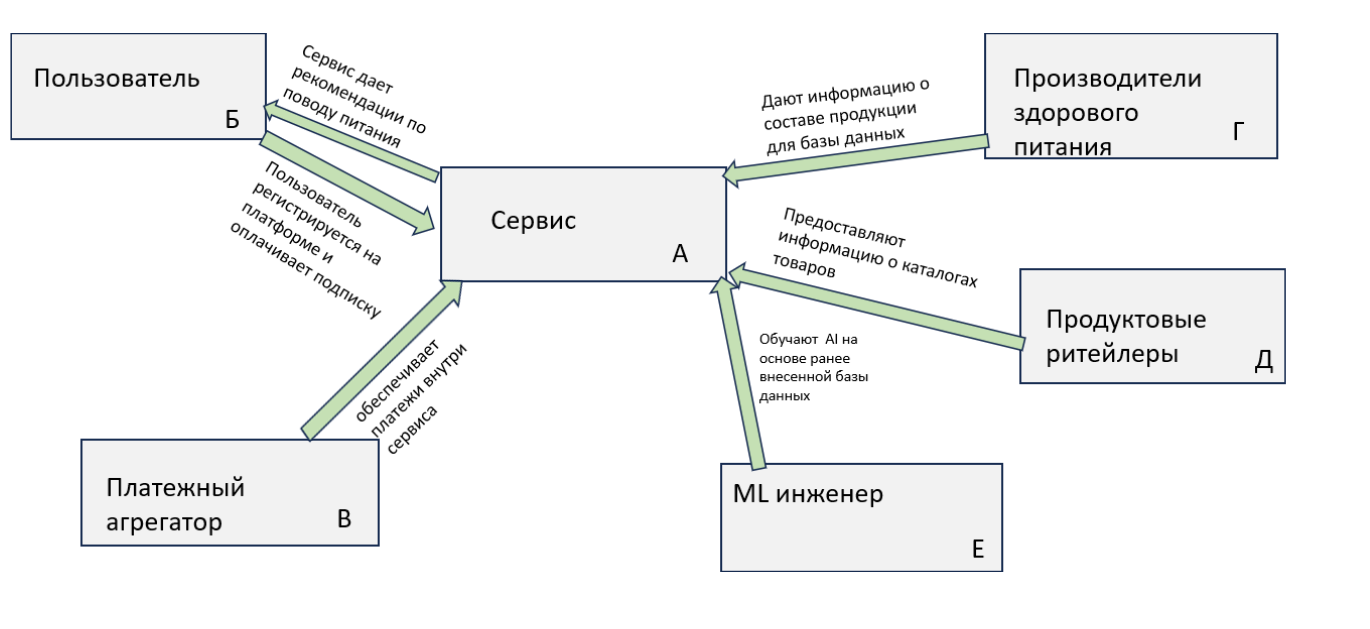 Пользователь
Б
Сервис дает
рекомендации по
поводу питания
Пользователь
регистрируется на
платформе и
оплачивает подписку
Сервис
А
Дают информацию о
составе продукции
для базы данных
Производители
здорового
питания
Г
Предоставляют
информацию о каталогах
товаров
Продуктовые
ритейлеры
Д
обеспечивает
платежи внутри
сервиса
Платежный
агрегатор
В
Обучают AI на
основе ранее
внесенной базы
данных
ML инженер
Е